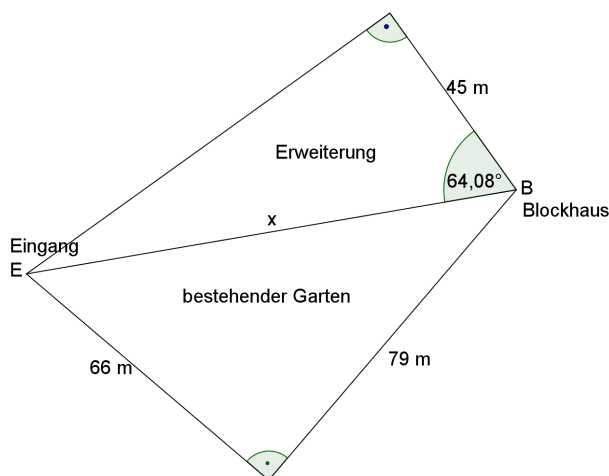 45 m
Erweiterung
64,08°
B
Blockhaus
x
Eingang
E
bestehender Garten
66 m
79 m